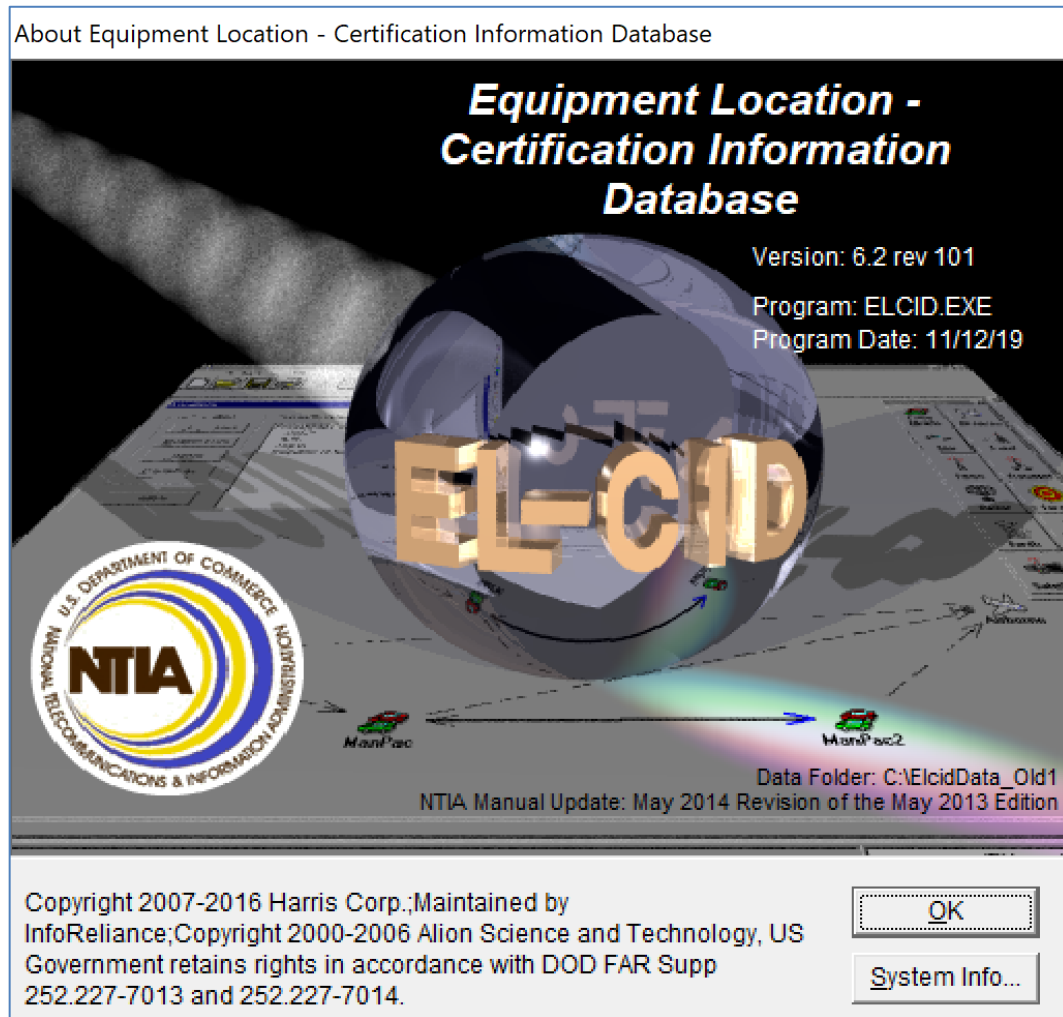 About Equipment Location - Certification Information Database
Equipment Location -
Certification Information
Database
Version: 6.2 rev 101
Program: ELCID.EXE
Program Date: 11/12/19
EL-CID
U.S. DEPARTMENT OF COMMERCE
NATIONAL TELECOMMUNICATIONS & INFORMATION ADMINISTRATION
NTIA
Airborne
ManPac
ManPac2
Data Folder: C:\ElcidData_Old1
NTIA Manual Update: May 2014 Revision of the May 2013 Edition
Copyright 2007-2016 Harris Corp.;Maintained by
InfoReliance;Copyright 2000-2006 Alion Science and Technology, US
Government retains rights in accordance with DOD FAR Supp
252.227-7013 and 252.227-7014.
OK
System Info...